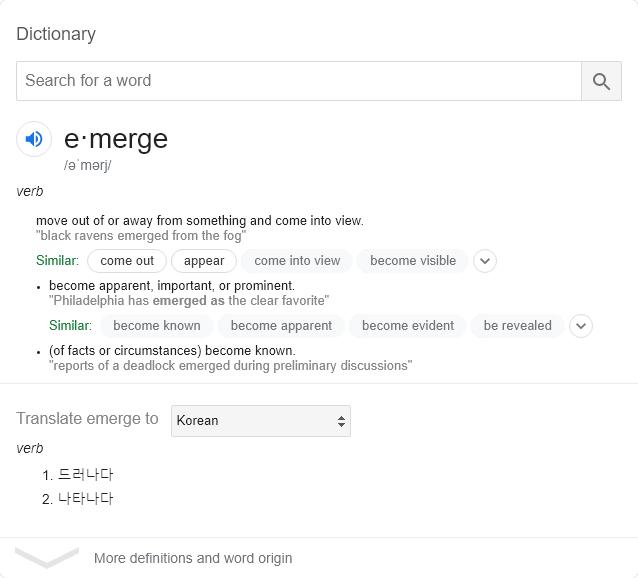 Dictionary
Search for a word
e·merge
/əˈmərj/
verb
move out of or away from something and come into view.
"black ravens emerged from the fog"
Similar: come out appear come into view become visible
• become apparent, important, or prominent.
"Philadelphia has emerged as the clear favorite"
Similar: become known become apparent become evident be revealed
• (of facts or circumstances) become known.
"reports of a deadlock emerged during preliminary discussions"
Translate emerge to Korean
verb
1. 드러나다
2. 나타나다
More definitions and word origin